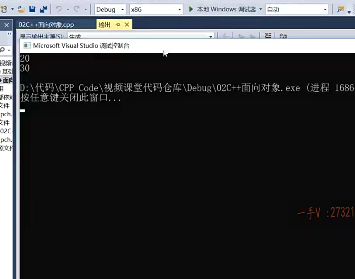 Debug
x86
本地 Windows 调试器
自动
02C++面向对象.cpp
输出
显示输出来源(S):
生成
Microsoft Visual Studio 调试控制台
20
30
D:\代码\CPP Code\视频课堂代码仓库\Debug\02C++面向对象.exe (进程 1686
按任意键关闭此窗口...
一手V :27321